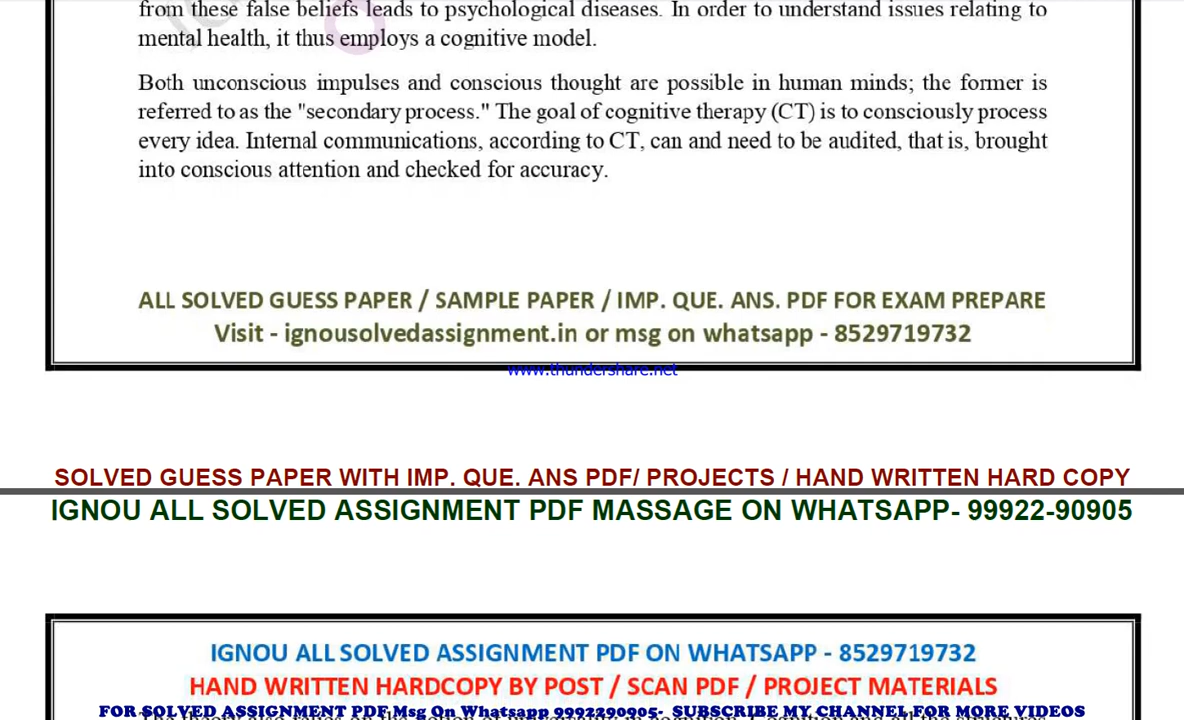 from these false beliefs leads to psychological diseases. In order to understand issues relating to
mental health, it thus employs a cognitive model.
Both unconscious impulses and conscious thought are possible in human minds; the former is
referred to as the "secondary process." The goal of cognitive therapy (CT) is to consciously process
every idea. Internal communications, according to CT, can and need to be audited, that is, brought
into conscious attention and checked for accuracy.
ALL SOLVED GUESS PAPER / SAMPLE PAPER / IMP. QUE. ANS. PDF FOR EXAM PREPARE
Visit - ignousolvedassignment.in or msg on whatsapp - 8529719732
www.thundershare.net
SOLVED GUESS PAPER WITH IMP. QUE. ANS PDF/ PROJECTS / HAND WRITTEN HARD COPY
IGNOU ALL SOLVED ASSIGNMENT PDF MASSAGE ON WHATSAPP- 99922-90905
IGNOU ALL SOLVED ASSIGNMENT PDF ON WHATSAPP - 8529719732
HAND WRITTEN HARDCOPY BY POST / SCAN PDF / PROJECT MATERIALS
FOR SOLVED ASSIGNMENT PDF Msg On Whatsapp 9992290905- SUBSCRIBE MY CHANNEL FOR MORE VIDEOS